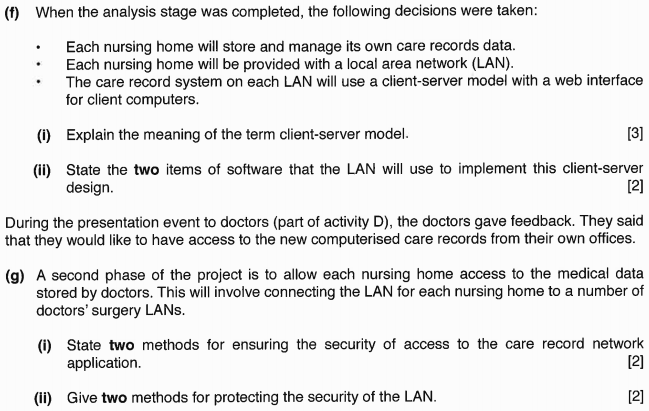 (f) When the analysis stage was completed, the following decisions were taken:
• Each nursing home will store and manage its own care records data.
• Each nursing home will be provided with a local area network (LAN).
• The care record system on each LAN will use a client-server model with a web interface
for client computers.
(i) Explain the meaning of the term client-server model. [3]
(ii) State the two items of software that the LAN will use to implement this client-server
design. [2]
During the presentation event to doctors (part of activity D), the doctors gave feedback. They said
that they would like to have access to the new computerised care records from their own offices.
(g) A second phase of the project is to allow each nursing home access to the medical data
stored by doctors. This will involve connecting the LAN for each nursing home to a number of
doctors' surgery LANs.
(i) State two methods for ensuring the security of access to the care record network
application. [2]
(ii) Give two methods for protecting the security of the LAN. [2]